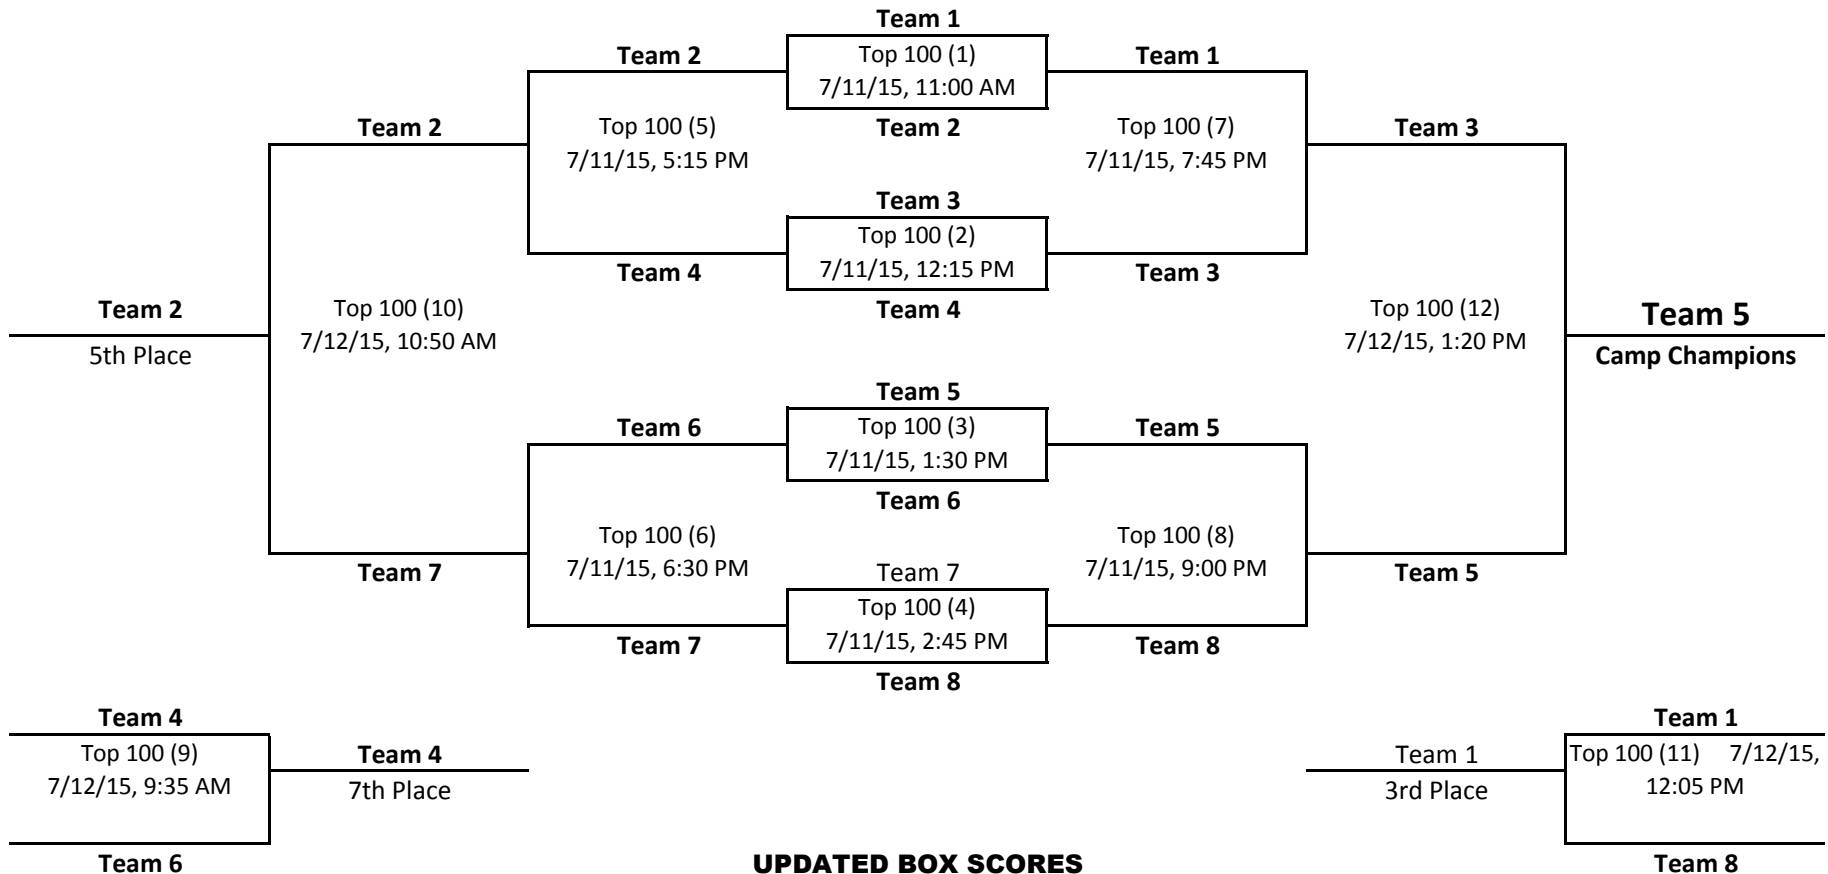 Team 1
Team 2
Top 100 (1)
Team 1
7/11/15, 11:00 AM
Team 2
Top 100 (5)
Team 2
Top 100 (7)
Team 3
7/11/15, 5:15 PM
7/11/15, 7:45 PM
Team 3
Top 100 (2)
Team 4
7/11/15, 12:15 PM
Team 3
Team 2
Top 100 (10)
Team 4
Top 100 (12)
Team 5
7/12/15, 10:50 AM
7/12/15, 1:20 PM
5th Place
Camp Champions
Team 5
Team 6
Top 100 (3)
Team 5
7/11/15, 1:30 PM
Team 6
Top 100 (6)
Top 100 (8)
Team 7
7/11/15, 6:30 PM
Team 7
7/11/15, 9:00 PM
Team 5
Top 100 (4)
Team 7
7/11/15, 2:45 PM
Team 8
Team 8
Team 4
Team 1
Top 100 (9)
Team 4
Team 1
Top 100 (11) 7/12/15,
7/12/15, 9:35 AM
7th Place
3rd Place
12:05 PM
Team 6
UPDATED BOX SCORES
Team 8